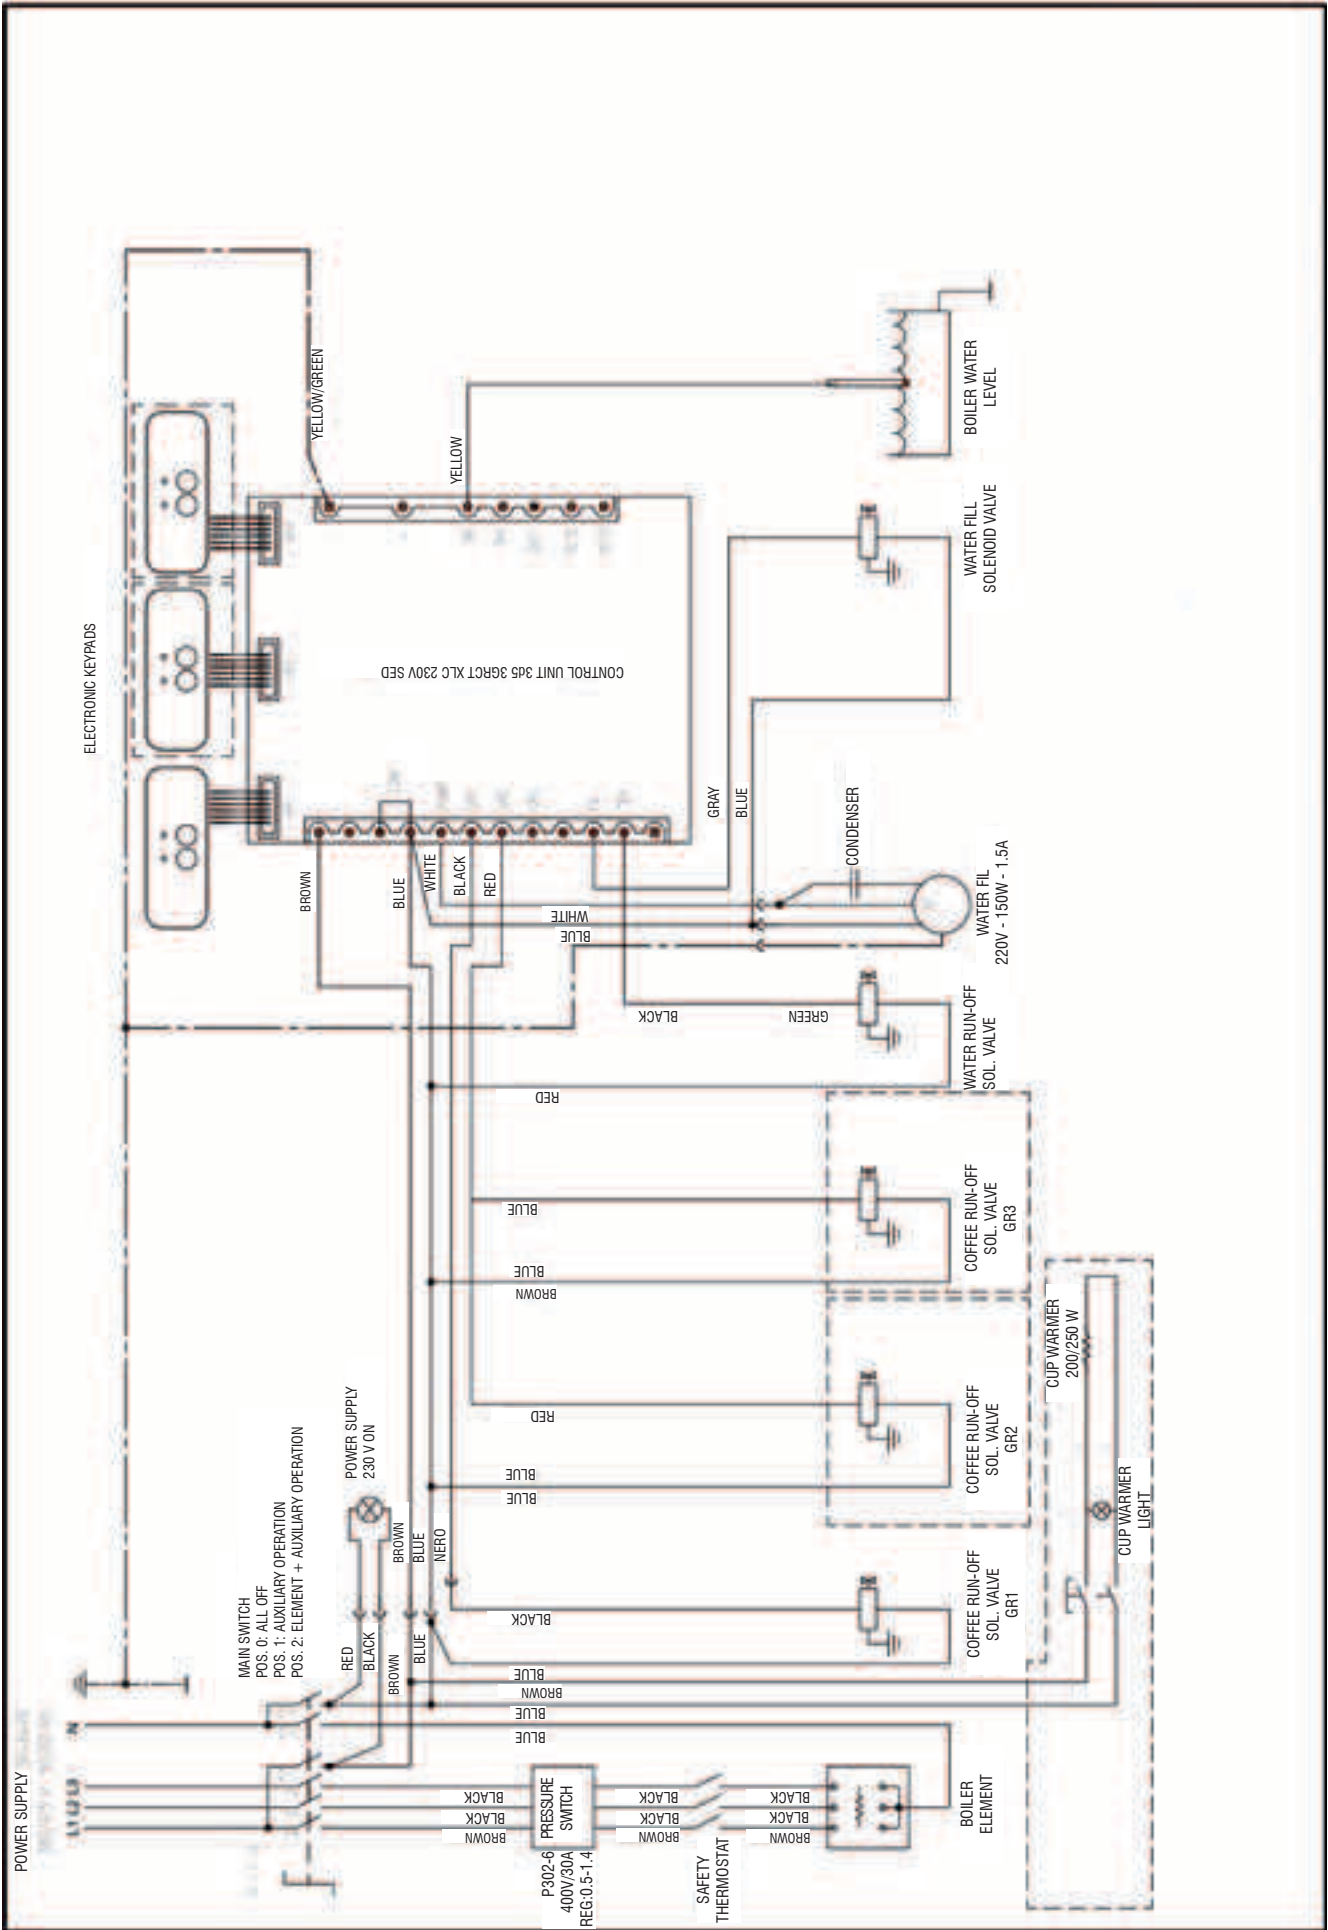 POWER SUPPLY
L1 L2 L3
N
MAIN SWITCH
POS. 0: ALL OFF
POS. 1: AUXILIARY OPERATION
POS. 2: ELEMENT + AUXILIARY OPERATION
POWER SUPPLY
230 V ON
RED
BLACK
BROWN
BLUE
BROWN
BLUE
NERO
ELECTRONIC KEYPADS
YELLOW/GREEN
YELLOW
CONTROL UNIT 3d5 3GRCT XLC 230V SED
BROWN
BLUE
WHITE
BLACK
RED
WHITE
BLUE
GRAY
BLUE
BLACK
GREEN
RED
BLUE
BLUE
BROWN
RED
BLUE
BLUE
BLACK
BLUE
BROWN
BLUE
BLUE
BLACK
BLACK
BROWN
P302-6
400V/30A
REG:0.5-1.4
PRESSURE
SWITCH
BLACK
BLACK
BROWN
SAFETY
THERMOSTAT
BLACK
BLACK
BROWN
BOILER
ELEMENT
COFFEE RUN-OFF
SOL. VALVE
GR1
COFFEE RUN-OFF
SOL. VALVE
GR2
COFFEE RUN-OFF
SOL. VALVE
GR3
WATER RUN-OFF
SOL. VALVE
WATER FIL
220V - 150W - 1.5A
CONDENSER
WATER FILL
SOLENOID VALVE
BOILER WATER
LEVEL
CUP WARMER
200/250 W
CUP WARMER
LIGHT